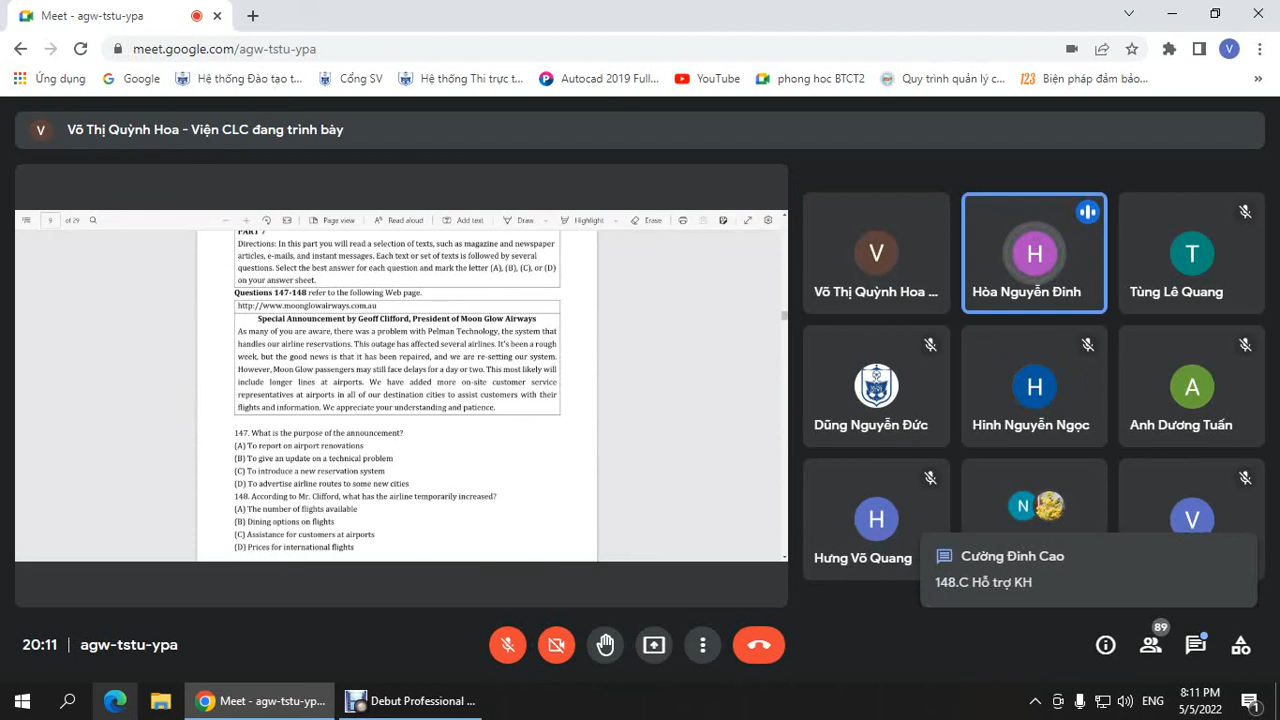 Meet - agw-tstu-ypa
meet.google.com/agw-tstu-ypa
V
Ứng dụng
Google
Hệ thống Đào tạo t...
Cổng SV
Hệ thống Thi trực t...
Autocad 2019 Full...
YouTube
phong hoc BTCT2
Quy trình quản lý c...
123 Biện pháp đảm bảo...
»
V Võ Thị Quỳnh Hoa - Viện CLC đang trình bày
9 of 29
Page view
Read aloud
Add text
Draw
Highlight
Erase
PART 7
Directions: In this part you will read a selection of texts, such as magazine and newspaper
articles, e-mails, and instant messages. Each text or set of texts is followed by several
questions. Select the best answer for each question and mark the letter (A), (B), (C), or (D)
on your answer sheet.
Questions 147-148 refer to the following Web page.
http://www.moonglowairways.com.au
Special Announcement by Geoff Clifford, President of Moon Glow Airways
As many of you are aware, there was a problem with Pelman Technology, the system that
handles our airline reservations. This outage has affected several airlines. It's been a rough
week, but the good news is that it has been repaired, and we are re-setting our system.
However, Moon Glow passengers may still face delays for a day or two. This most likely will
include longer lines at airports. We have added more on-site customer service
representatives at airports in all of our destination cities to assist customers with their
flights and information. We appreciate your understanding and patience.
147. What is the purpose of the announcement?
(A) To report on airport renovations
(B) To give an update on a technical problem
(C) To introduce a new reservation system
(D) To advertise airline routes to some new cities
148. According to Mr. Clifford, what has the airline temporarily increased?
(A) The number of flights available
(B) Dining options on flights
(C) Assistance for customers at airports
(D) Prices for international flights
V
Võ Thị Quỳnh Hoa ...
H
Hòa Nguyễn Đình
T
Tùng Lê Quang
Dũng Nguyễn Đức
H
Hinh Nguyễn Ngọc
A
Anh Dương Tuấn
H
Hưng Võ Quang
N
V
Cường Đinh Cao
148.C Hỗ trợ KH
20:11 | agw-tstu-ypa
89
Meet - agw-tstu-yp...
Debut Professional ...
ENG
8:11 PM
5/5/2022
1